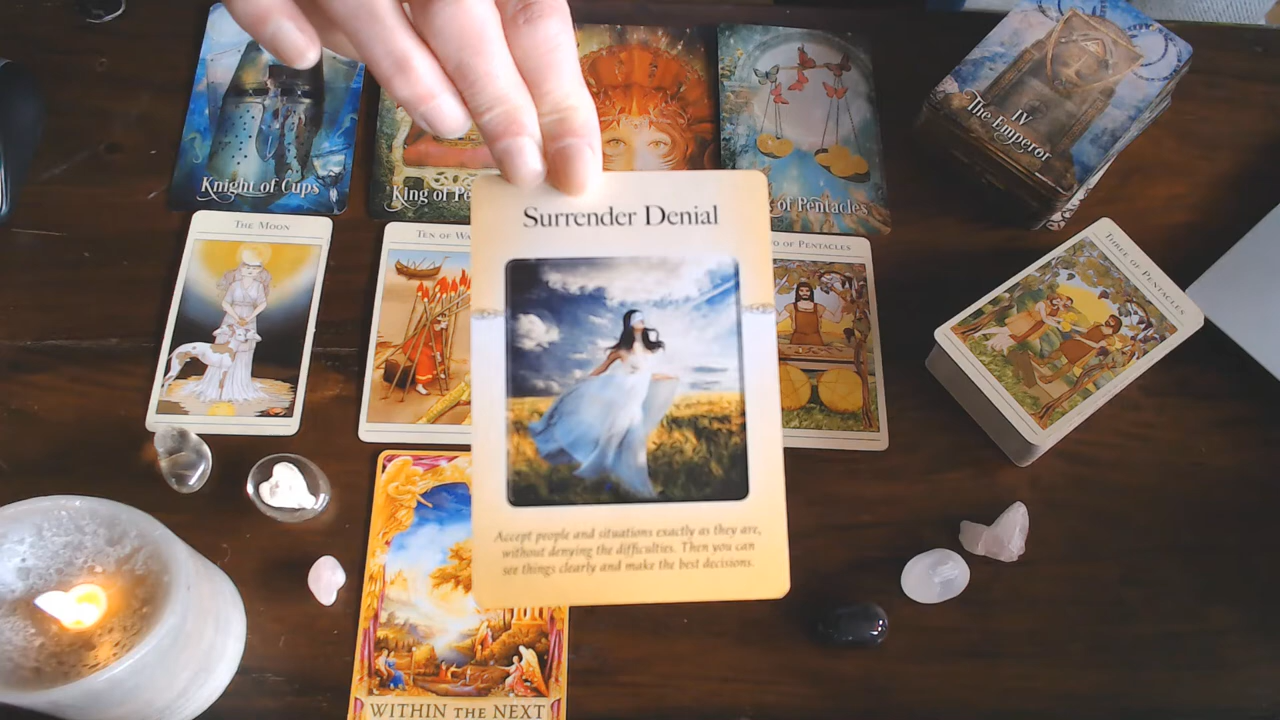 Knight of Cups
King of Pe
of Pentacles
IV
The Emperor
THE MOON
TEN OF WA
O OF PENTACLES
THREE OF PENTACLES
Surrender Denial
Accept people and situations exactly as they are,
without denying the difficulties. Then you can
see things clearly and make the best decisions.
WITHIN THE NEXT